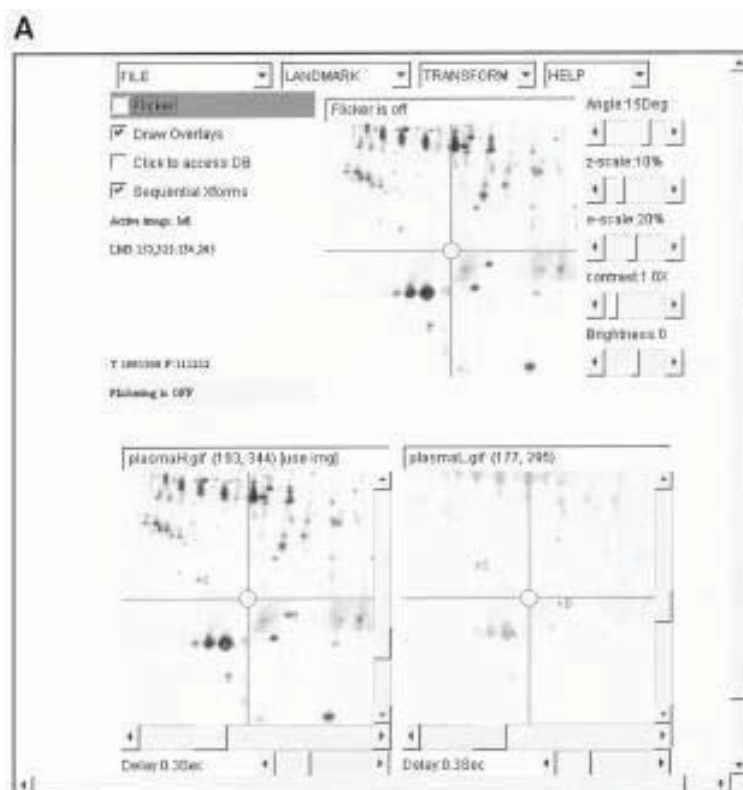 A
FILE LANDMARK TRANSFORM HELP
Flicker
Flicker is off
Angle:15Deg
Draw Overlays
Click to access DB
z-scale:10%
Sequential Xforms
Active image: left
e-scale:20%
contrast:1.0X
Brightness:0
Flickering is OFF
plasmaH.gif (193, 344) [use img]
plasmaL.gif (177, 295)
+C
+C
+B
Delay:0.3Sec
Delay:0.3Sec